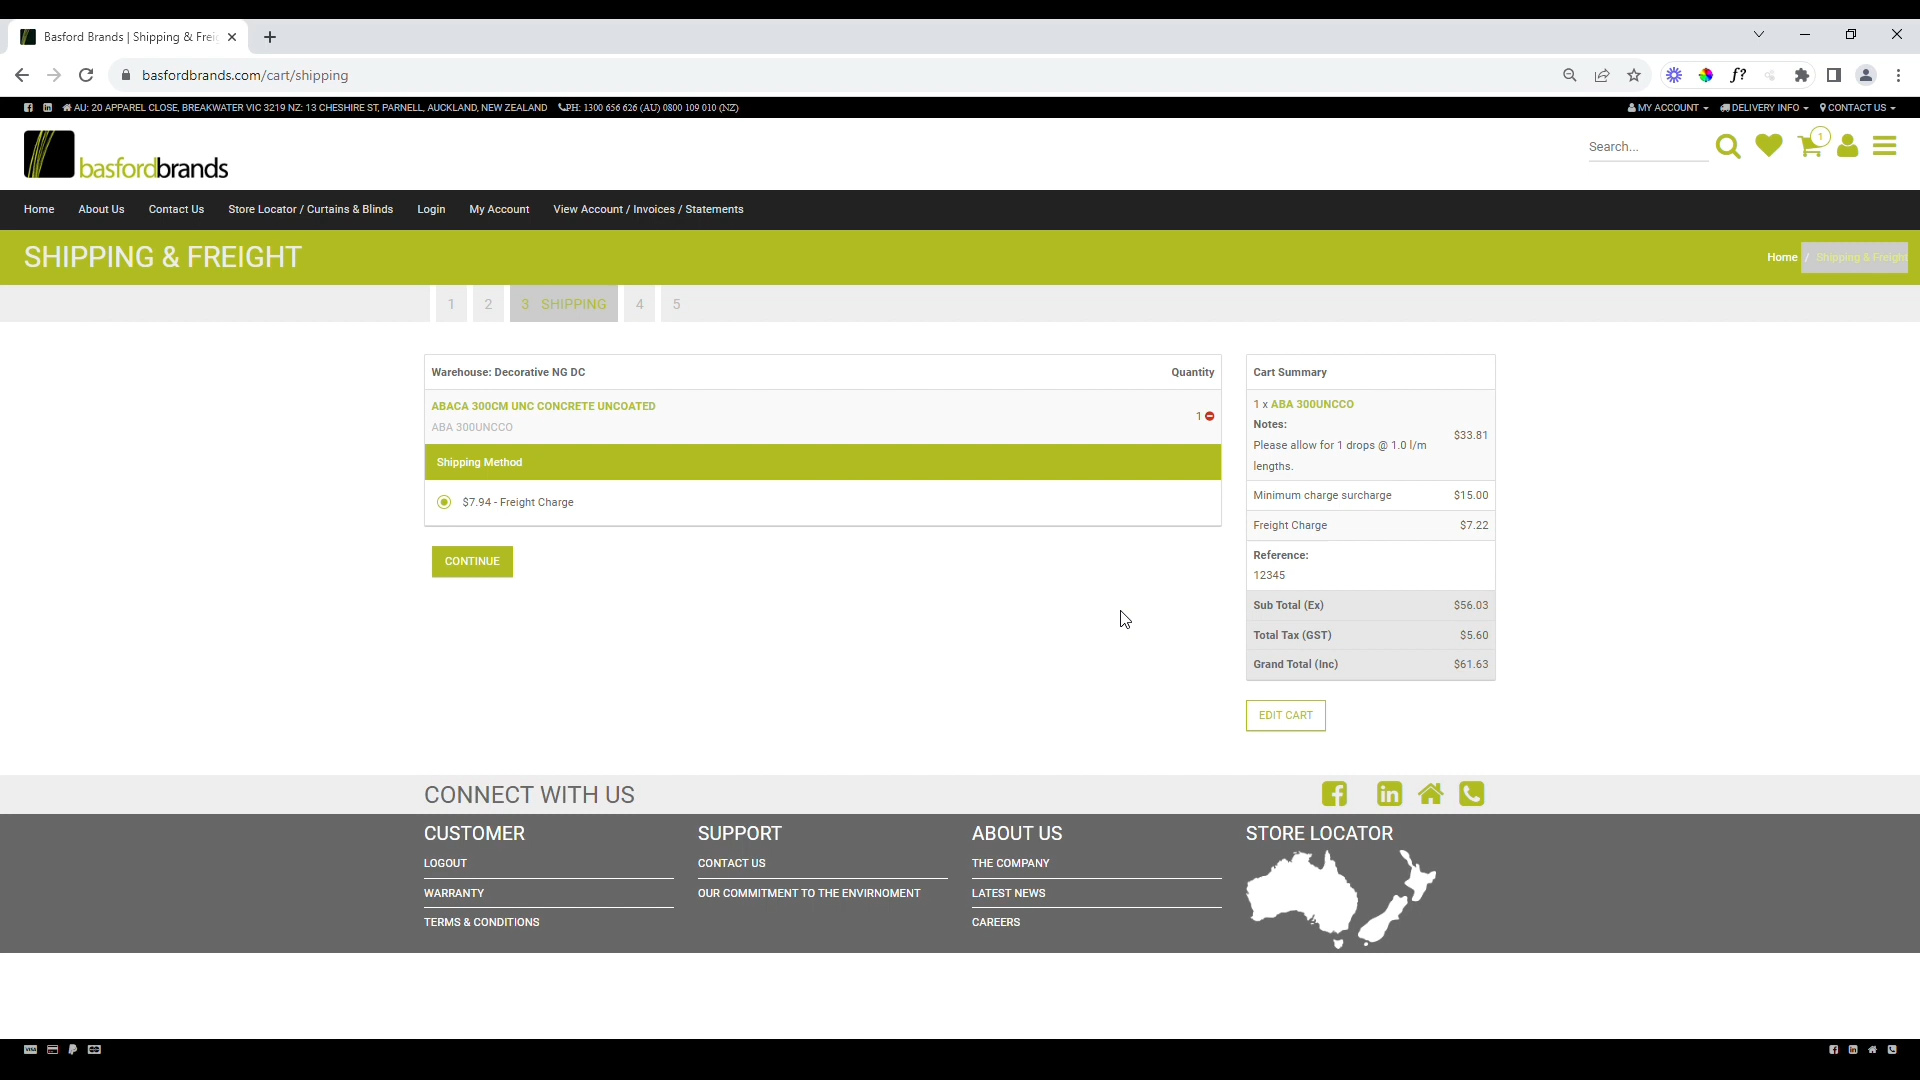 Basford Brands | Shipping & Frei
basfordbrands.com/cart/shipping
f?
AU: 20 APPAREL CLOSE, BREAKWATER VIC 3219 NZ: 13 CHESHIRE ST, PARNELL, AUCKLAND, NEW ZEALAND PH: 1300 656 626 (AU) 0800 109 010 (NZ)
MY ACCOUNT DELIVERY INFO CONTACT US
basfordbrands
Search...
1
Home About Us Contact Us Store Locator / Curtains & Blinds Login My Account View Account / Invoices / Statements
SHIPPING & FREIGHT
Home / Shipping & Freight
1 2 3 SHIPPING 4 5
Warehouse: Decorative NG DC Quantity
ABACA 300CM UNC CONCRETE UNCOATED
ABA 300UNCCO
1
Shipping Method
$7.94 - Freight Charge
CONTINUE
Cart Summary
1 x ABA 300UNCCO
Notes:
Please allow for 1 drops @ 1.0 l/m
lengths.
$33.81
Minimum charge surcharge $15.00
Freight Charge $7.22
Reference:
12345
Sub Total (Ex) $56.03
Total Tax (GST) $5.60
Grand Total (Inc) $61.63
EDIT CART
CONNECT WITH US
CUSTOMER
LOGOUT
WARRANTY
TERMS & CONDITIONS
SUPPORT
CONTACT US
OUR COMMITMENT TO THE ENVIRNOMENT
ABOUT US
THE COMPANY
LATEST NEWS
CAREERS
STORE LOCATOR
VISA